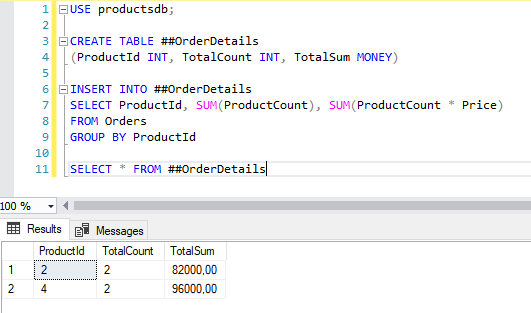 1 USE productsdb;
2
3 CREATE TABLE ##OrderDetails
4 (ProductId INT, TotalCount INT, TotalSum MONEY)
5
6 INSERT INTO ##OrderDetails
7 SELECT ProductId, SUM(ProductCount), SUM(ProductCount * Price)
8 FROM Orders
9 GROUP BY ProductId
10
11 SELECT * FROM ##OrderDetails
100 %
Results Messages
ProductId TotalCount TotalSum
1 2 2 82000,00
2 4 2 96000,00